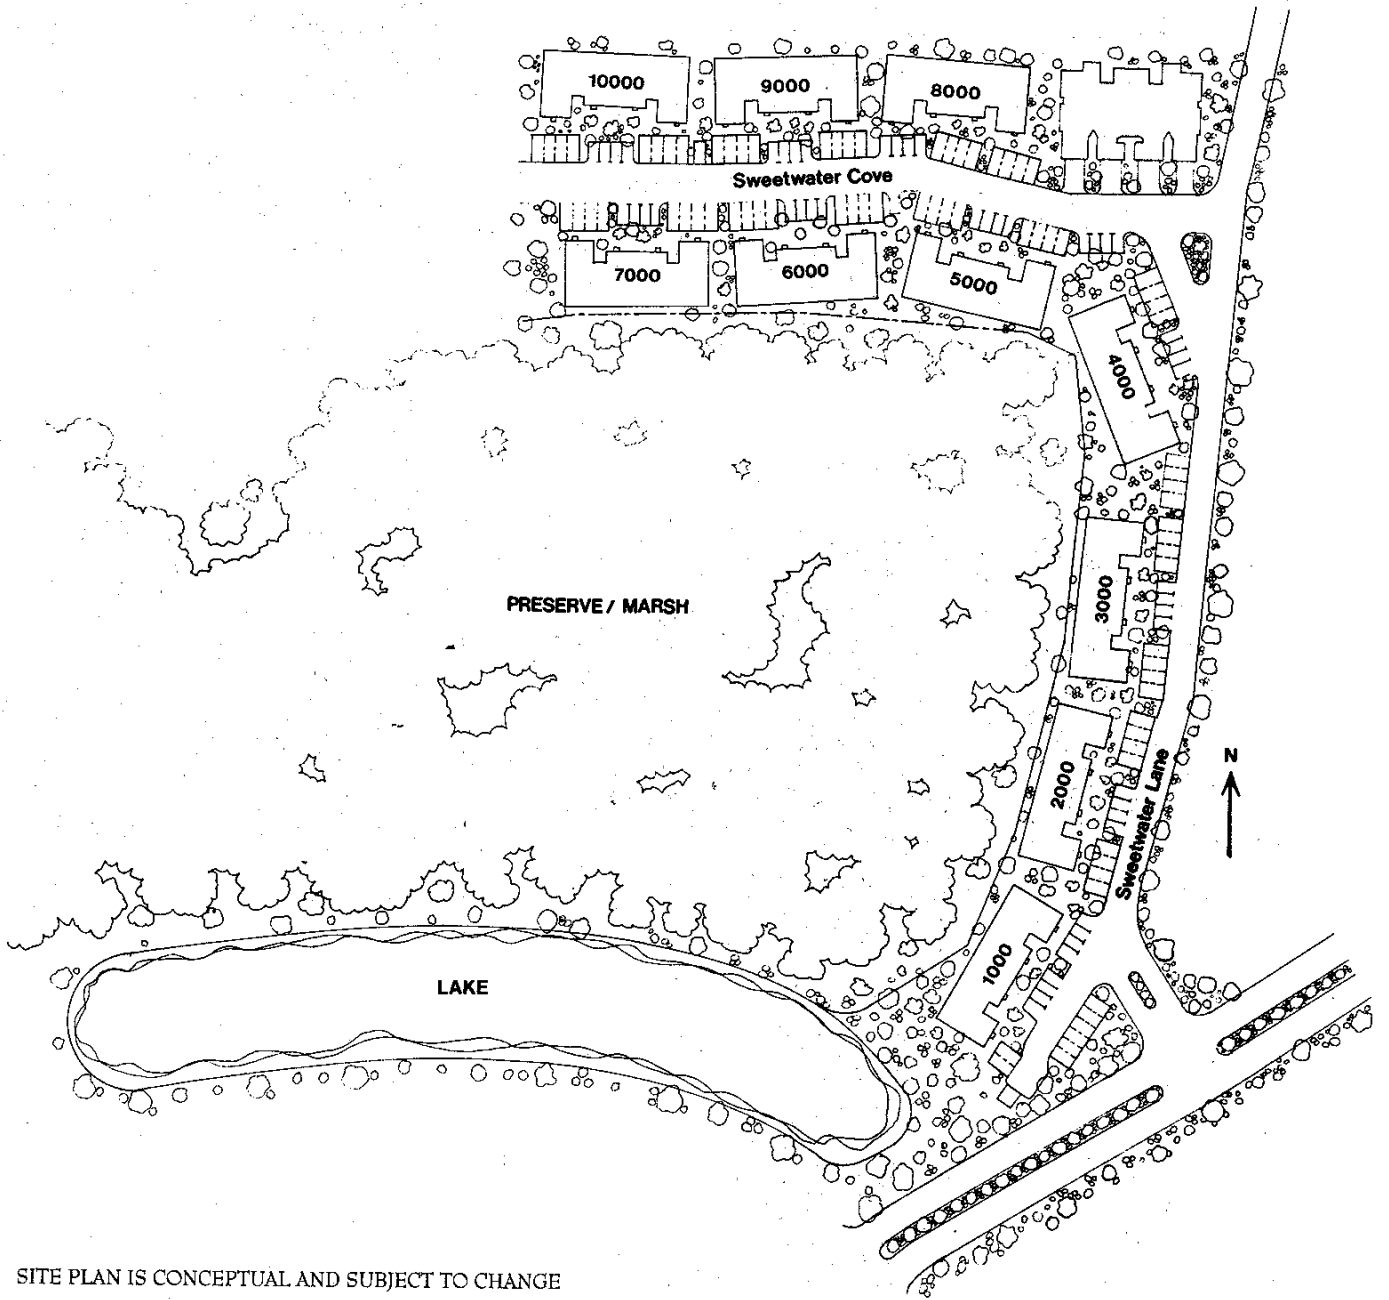 10000
9000
8000
Sweetwater Cove
7000
6000
5000
4000
PRESERVE / MARSH
3000
N
2000
Sweetwater Lane
1000
LAKE
SITE PLAN IS CONCEPTUAL AND SUBJECT TO CHANGE